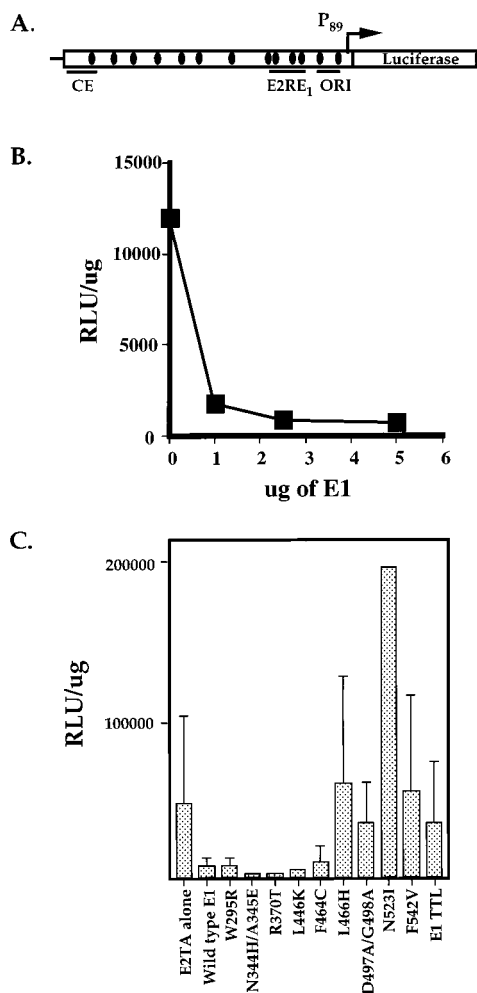 A.
P89
Luciferase
CE
E2RE1
ORI
B.
15000
10000
5000
0
RLU/ug
0 1 2 3 4 5 6
ug of E1
C.
200000
100000
RLU/ug
E2TA alone
Wild type E1
W295R
N344H/A345E
R370T
L446K
F464C
L466H
D497A/G498A
N523I
F542V
E1 TTL